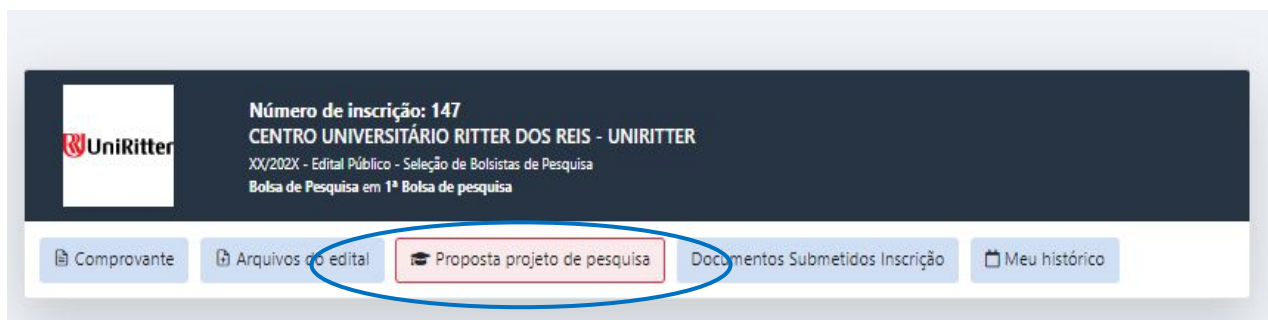 UniRitter
Número de inscrição: 147
CENTRO UNIVERSITÁRIO RITTER DOS REIS - UNIRITTER
XX/202X - Edital Público - Seleção de Bolsistas de Pesquisa
Bolsa de Pesquisa em 1ª Bolsa de pesquisa
Comprovante Arquivos do edital Proposta projeto de pesquisa Documentos Submetidos Inscrição Meu histórico